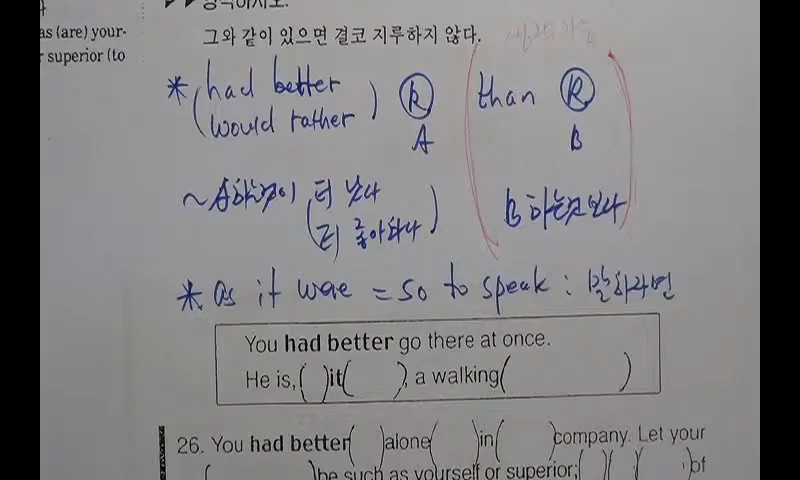 as (are) your-
superior (to
그와 같이 있으면 결코 지루하지 않다.
* (had better
(would rather) Ⓡ (than Ⓡ
A B
~ A하는것이 (더 낫다 B 하는것보다)
(더 좋아하다)
* as it were = so to speak : 말하자면
You had better go there at once.
He is, ( )it( ), a walking( )
26. You had better( )alone( )in( )company. Let your
( )be such as yourself or superior; ( )( )( )of